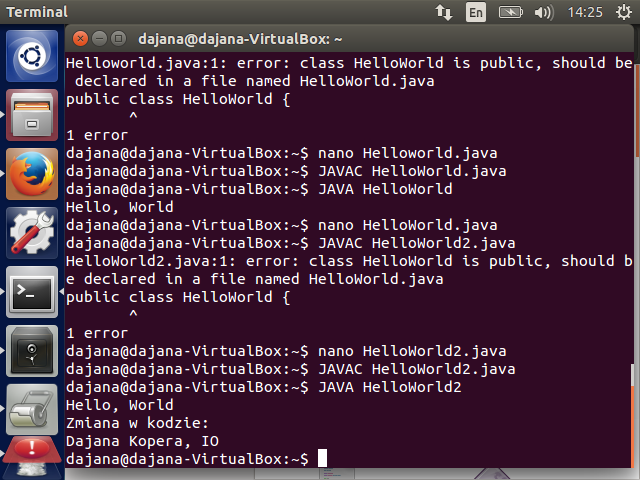 Terminal
En
14:25
dajana@dajana-VirtualBox: ~
Helloworld.java:1: error: class HelloWorld is public, should be
 declared in a file named HelloWorld.java
public class HelloWorld {
       ^
1 error
dajana@dajana-VirtualBox:~$ nano Helloworld.java
dajana@dajana-VirtualBox:~$ JAVAC HelloWorld.java
dajana@dajana-VirtualBox:~$ JAVA HelloWorld
Hello, World
dajana@dajana-VirtualBox:~$ nano HelloWorld.java
dajana@dajana-VirtualBox:~$ JAVAC HelloWorld2.java
HelloWorld2.java:1: error: class HelloWorld is public, should b
e declared in a file named HelloWorld.java
public class HelloWorld {
       ^
1 error
dajana@dajana-VirtualBox:~$ nano HelloWorld2.java
dajana@dajana-VirtualBox:~$ JAVAC HelloWorld2.java
dajana@dajana-VirtualBox:~$ JAVA HelloWorld2
Hello, World
Zmiana w kodzie:
Dajana Kopera, IO
dajana@dajana-VirtualBox:~$